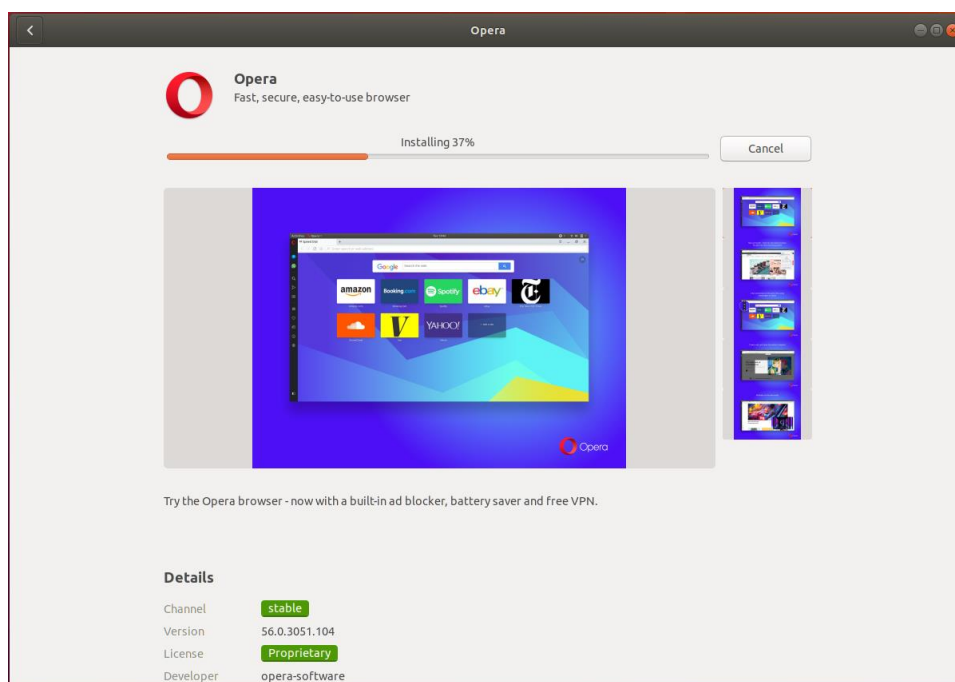 Opera
Opera
Fast, secure, easy-to-use browser
Installing 37%
Cancel
Google
amazon
Booking.com
Spotify
ebay
YAHOO!
Opera
Try the Opera browser - now with a built-in ad blocker, battery saver and free VPN.
Details
Channel stable
Version 56.0.3051.104
License Proprietary
Developer opera-software